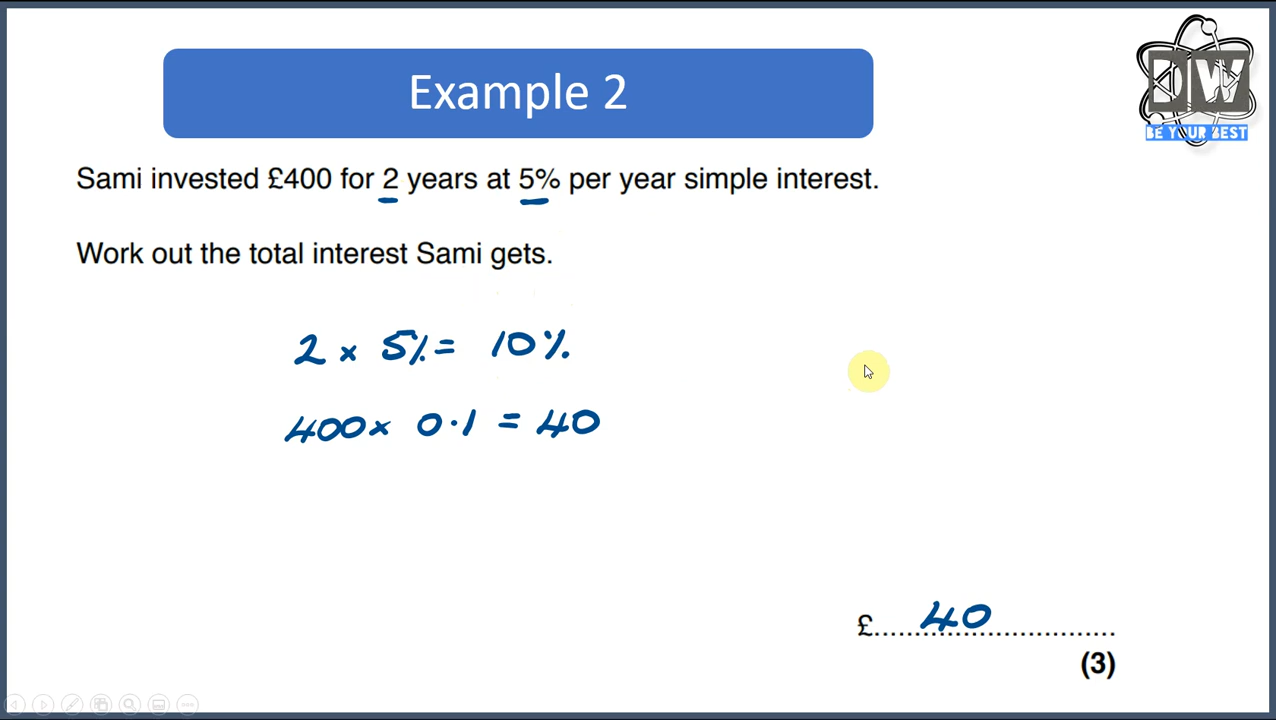 Example 2
DW
BE YOUR BEST
Sami invested £400 for 2 years at 5% per year simple interest.
Work out the total interest Sami gets.
2 × 5% = 10%
400 × 0·1 = 40
£ 40
(3)